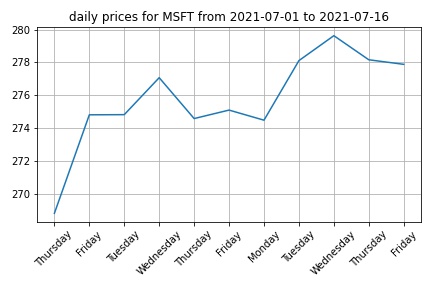 daily prices for MSFT from 2021-07-01 to 2021-07-16
280
278
276
274
272
270
Thursday
Friday
Tuesday
Wednesday
Thursday
Friday
Monday
Tuesday
Wednesday
Thursday
Friday